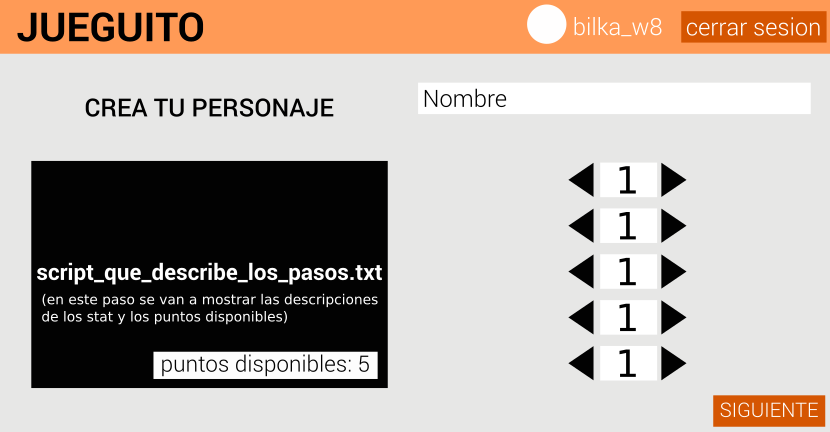 JUEGUITO
bilka_w8
cerrar sesion
CREA TU PERSONAJE
Nombre
script_que_describe_los_pasos.txt
(en este paso se van a mostrar las descripciones
de los stat y los puntos disponibles)
puntos disponibles: 5
1
1
1
1
1
SIGUIENTE